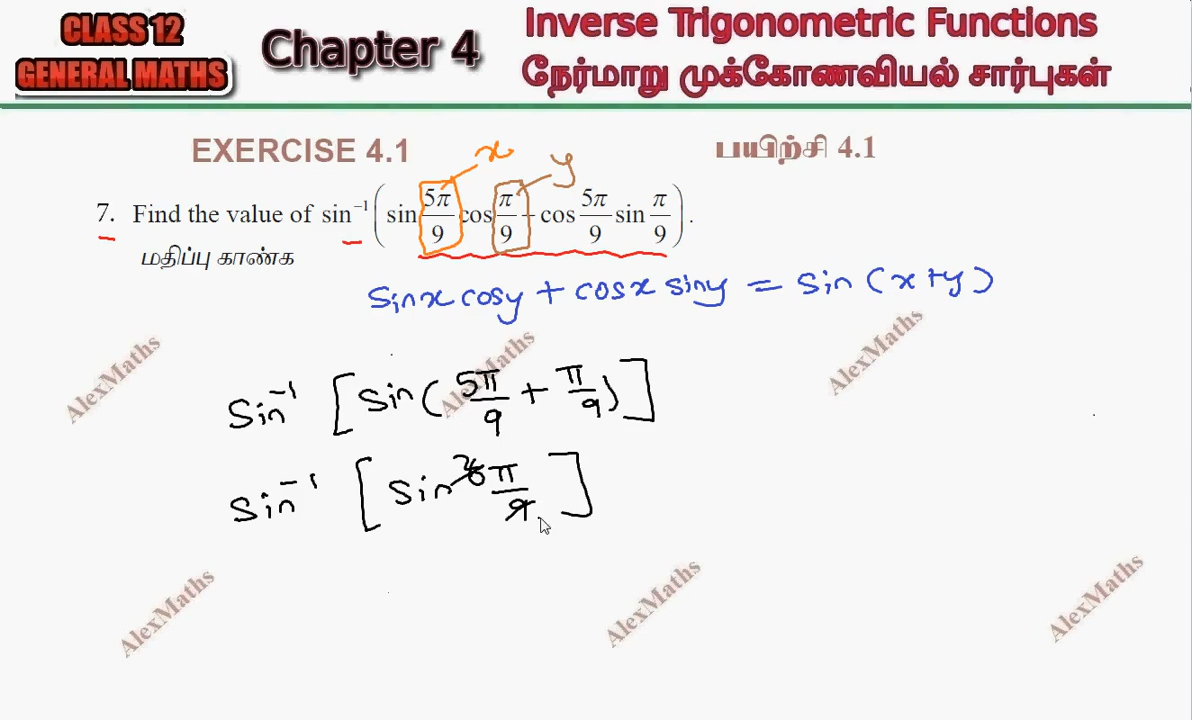 CLASS 12
GENERAL MATHS
Chapter 4
Inverse Trigonometric Functions
நேர்மாறு முக்கோணவியல் சார்புகள்
EXERCISE 4.1
பயிற்சி 4.1
x
y
7. Find the value of sin⁻¹ ( sin 5π/9 cos π/9 + cos 5π/9 sin π/9 ).
மதிப்பு காண்க
sin x cos y + cos x sin y = sin (x + y)
sin⁻¹ [ sin ( 5π/9 + π/9 ) ]
sin⁻¹ [ sin 6π/9 ]
AlexMaths
AlexMaths
AlexMaths
AlexMaths
AlexMaths
AlexMaths